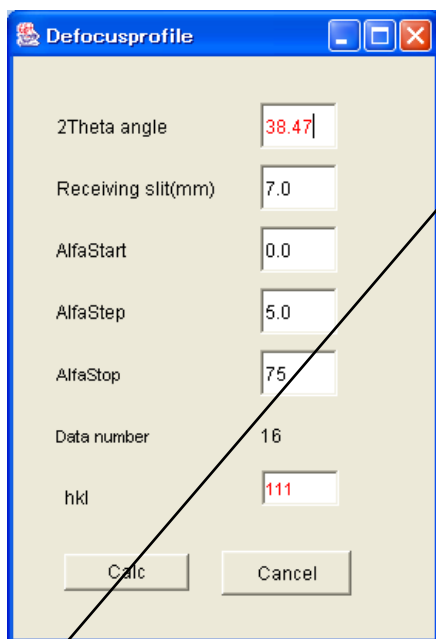 Defocusprofile
2Theta angle 38.47
Receiving slit(mm) 7.0
AlfaStart 0.0
AlfaStep 5.0
AlfaStop 75
Data number 16
hkl 111
Calc Cancel